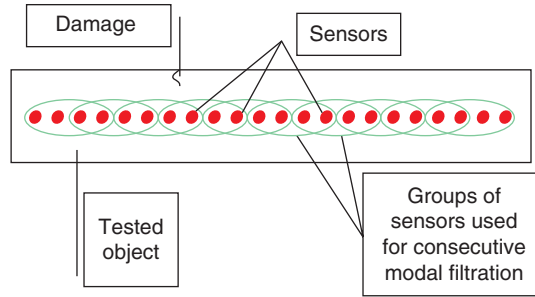 Damage
Sensors
Tested
object
Groups of
sensors used
for consecutive
modal filtration